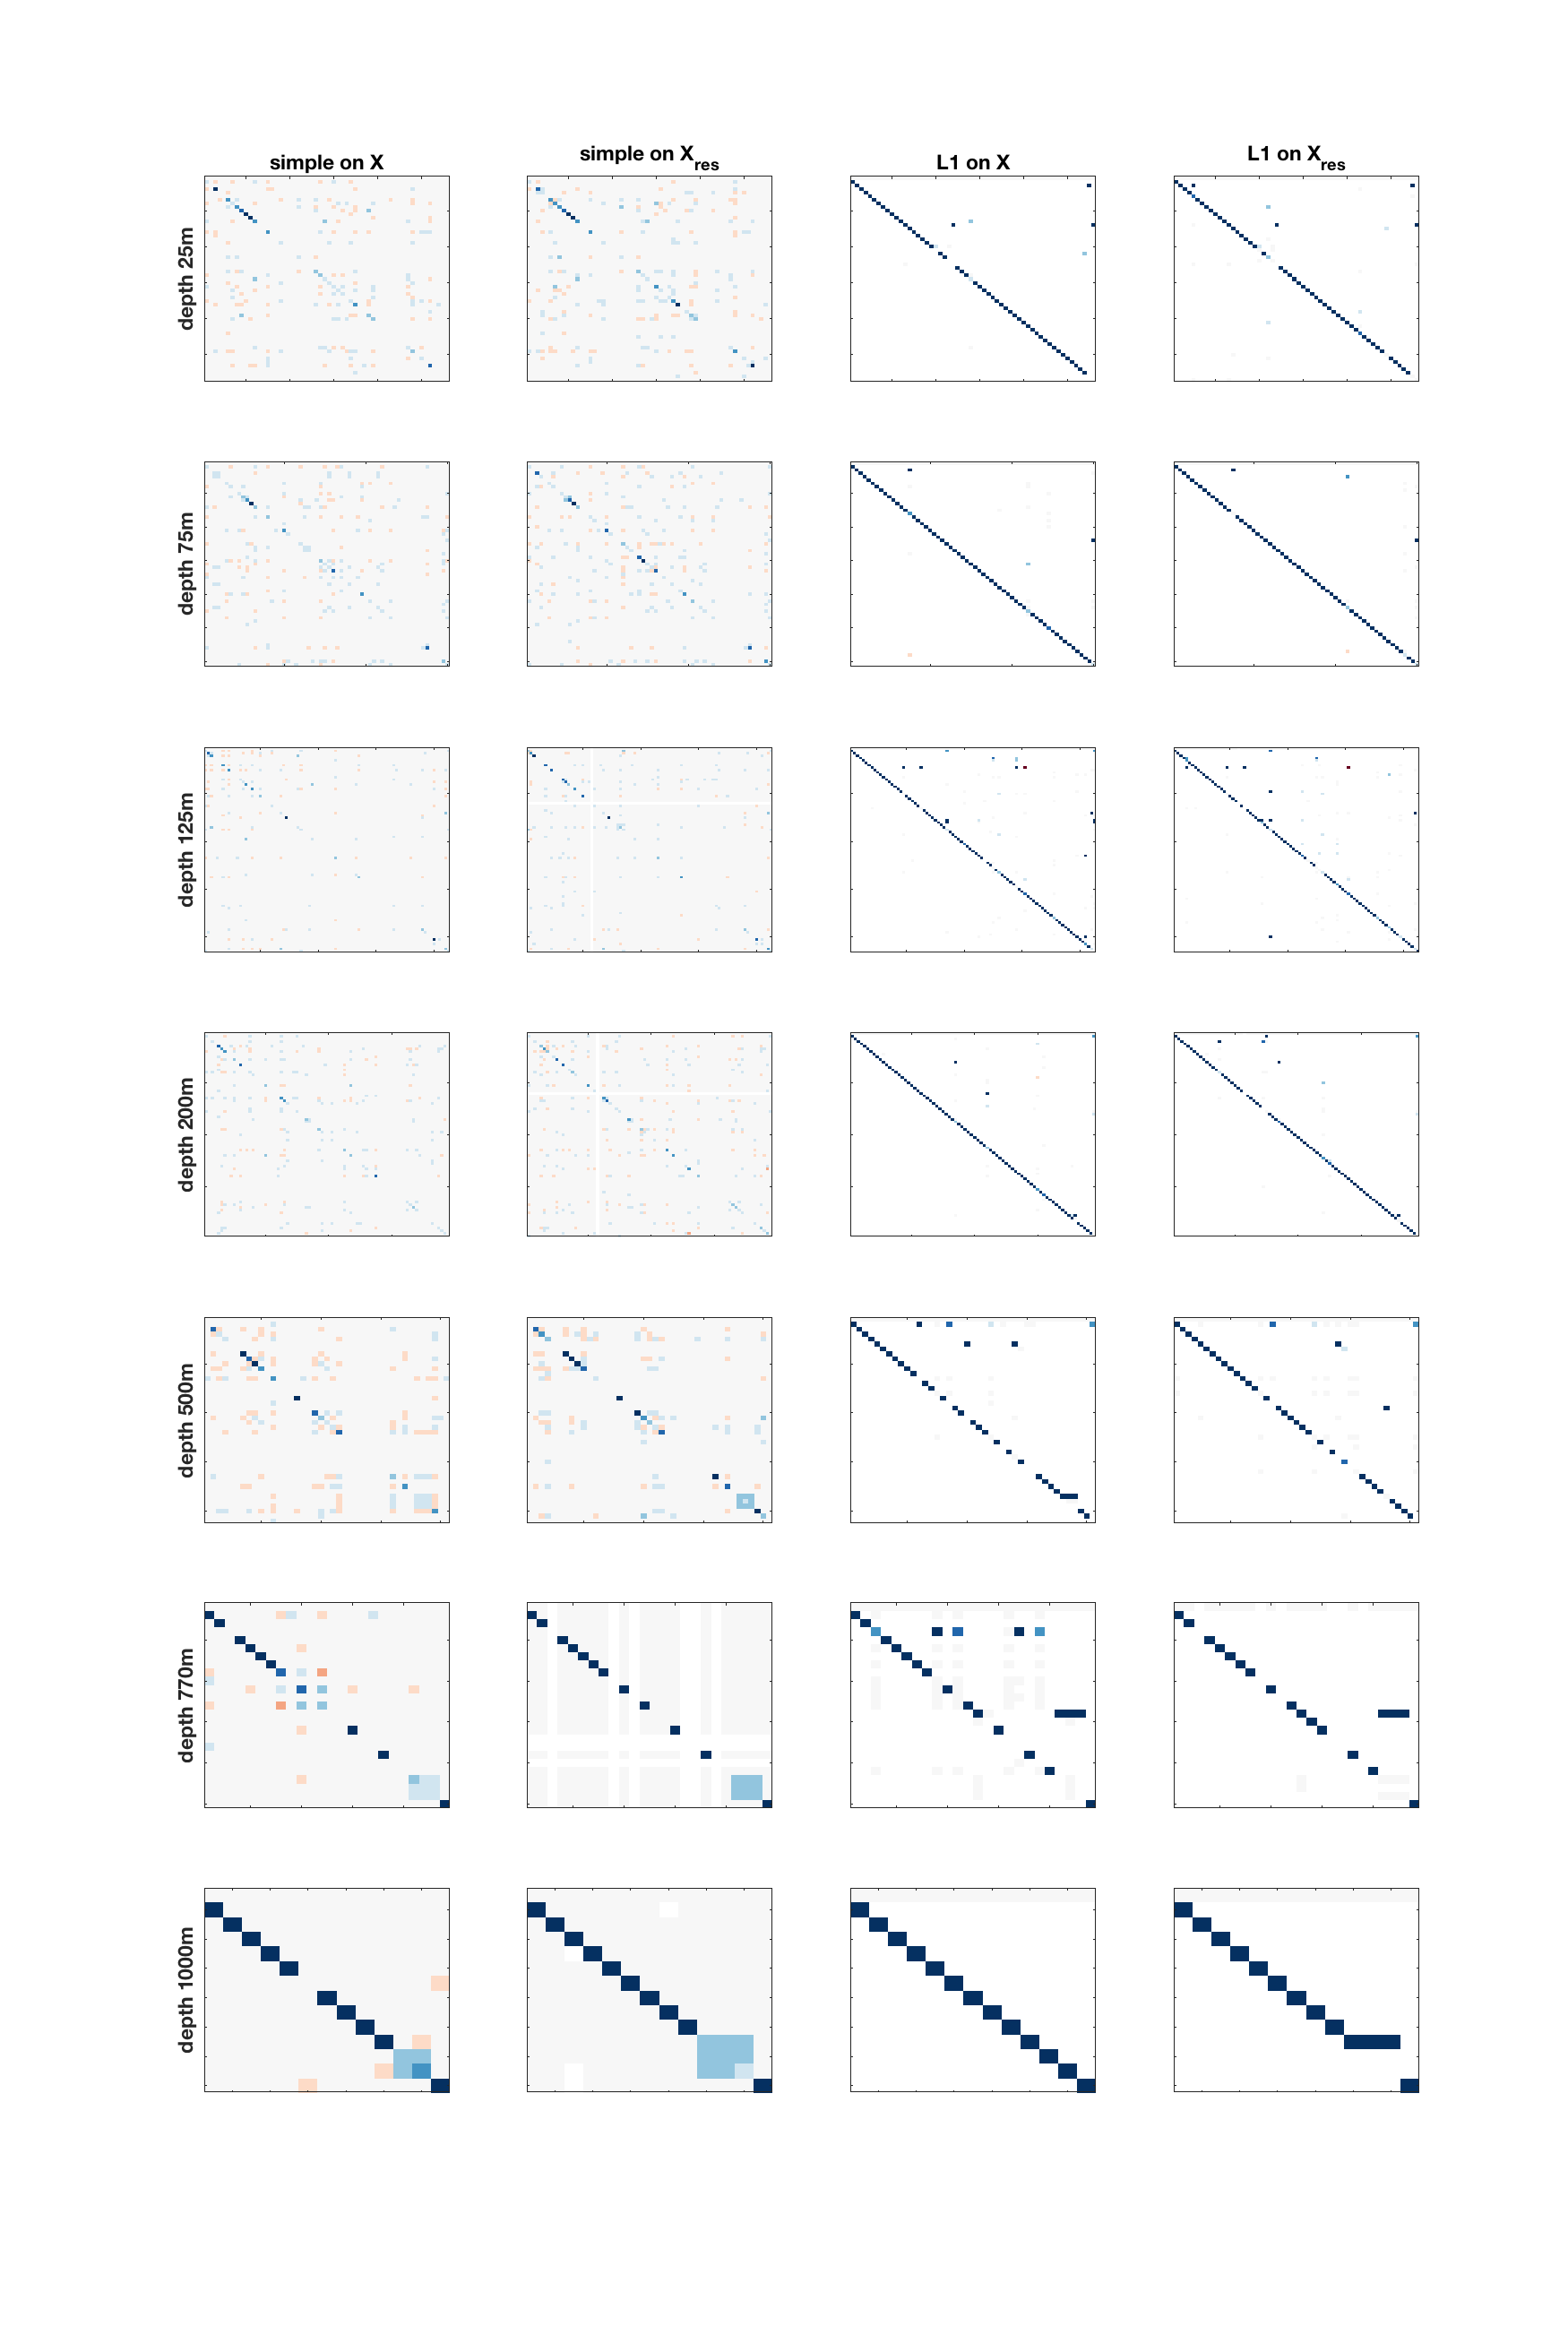 simple on X
simple on X_res
L1 on X
L1 on X_res
depth 25m
depth 75m
depth 125m
depth 200m
depth 500m
depth 770m
depth 1000m